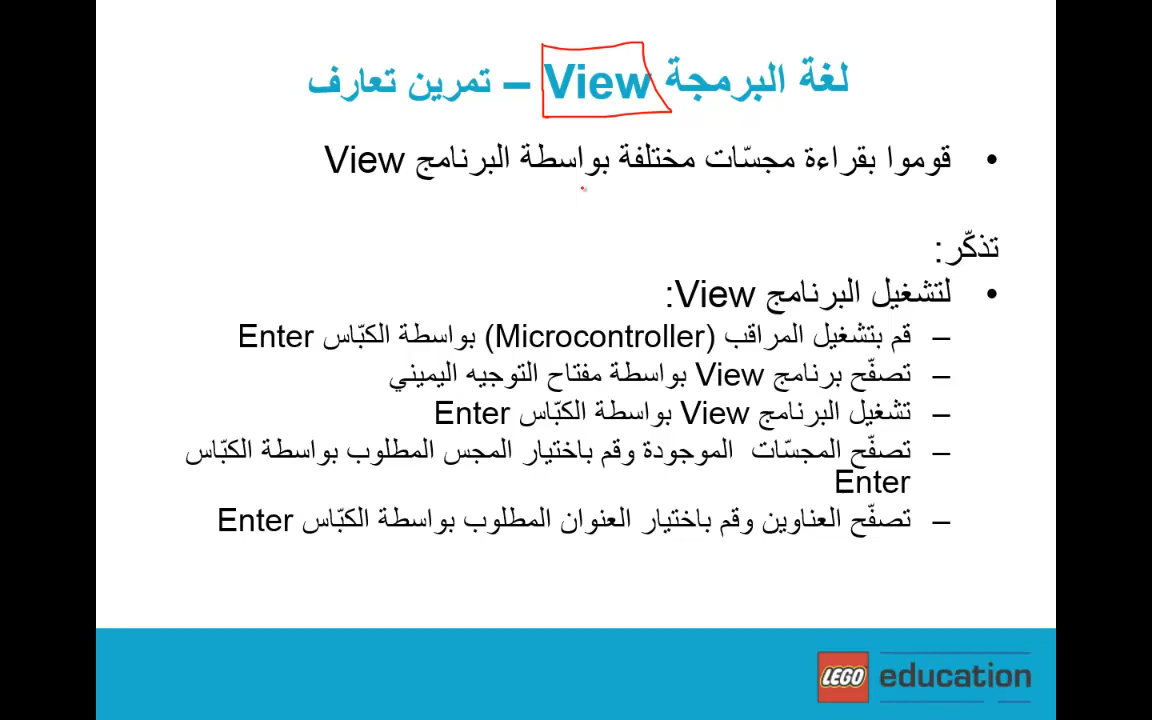 لغة البرمجة View – تمرين تعارف
• قوموا بقراءة مجسّات مختلفة بواسطة البرنامج View
تذكّر:
• لتشغيل البرنامج View:
– قم بتشغيل المراقب (Microcontroller) بواسطة الكبّاس Enter
– تصفّح برنامج View بواسطة مفتاح التوجيه اليميني
– تشغيل البرنامج View بواسطة الكبّاس Enter
– تصفّح المجسّات الموجودة وقم باختيار المجس المطلوب بواسطة الكبّاس
Enter
– تصفّح العناوين وقم باختيار العنوان المطلوب بواسطة الكبّاس Enter
LEGO education